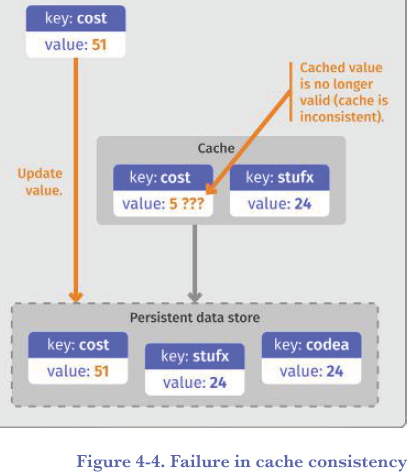 key: cost
value: 51
Cached value
is no longer
valid (cache is
inconsistent).
Update
value.
Cache
key: cost
value: 5 ???
key: stufx
value: 24
Persistent data store
key: cost
value: 51
key: stufx
value: 24
key: codea
value: 24
Figure 4-4. Failure in cache consistency